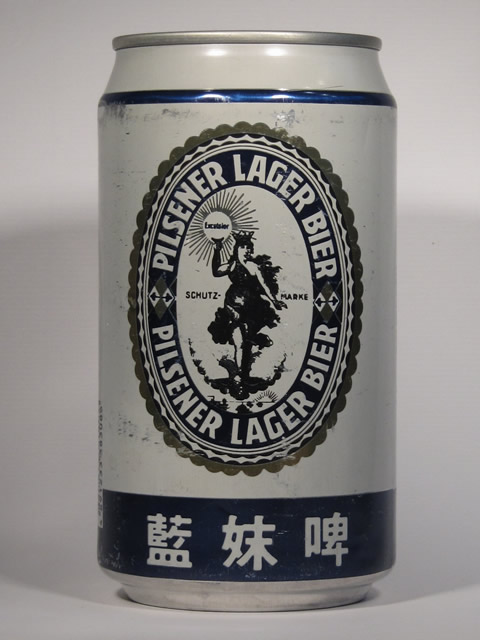 PILSENER LAGER BIER
Excelsior
SCHUTZ- MARKE
PILSENER LAGER BIER
藍妹啤